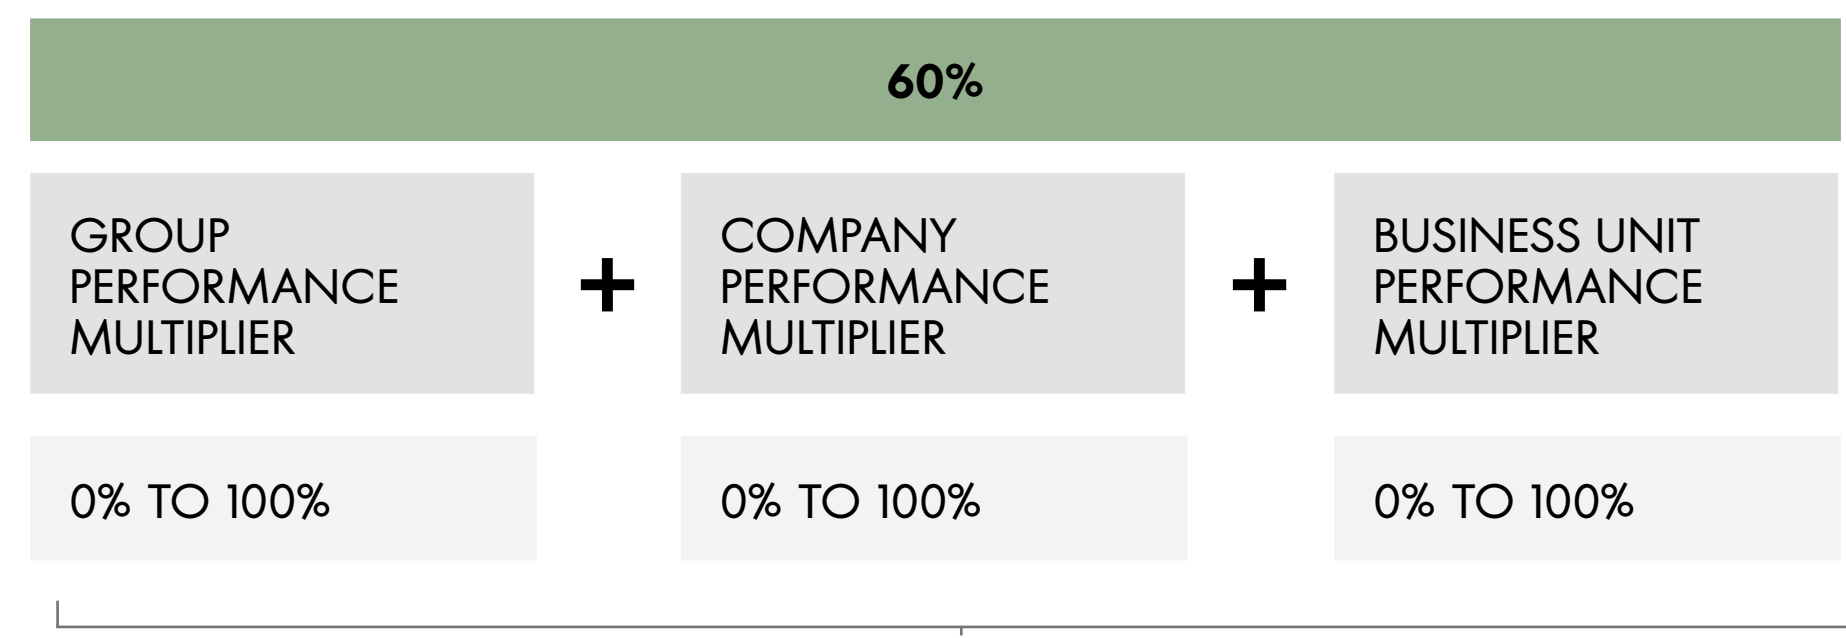 60%
GROUP
PERFORMANCE
MULTIPLIER
+
COMPANY
PERFORMANCE
MULTIPLIER
+
BUSINESS UNIT
PERFORMANCE
MULTIPLIER
0% TO 100%
0% TO 100%
0% TO 100%